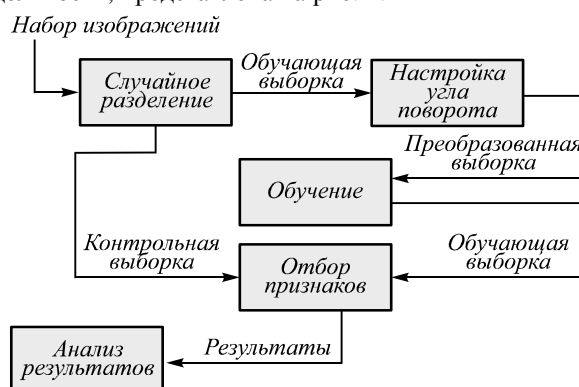 Набор изображений
Случайное
разделение
Обучающая
выборка
Настройка
угла
поворота
Преобразованная
выборка
Обучение
Контрольная
выборка
Отбор
признаков
Обучающая
выборка
Анализ
результатов
Результаты